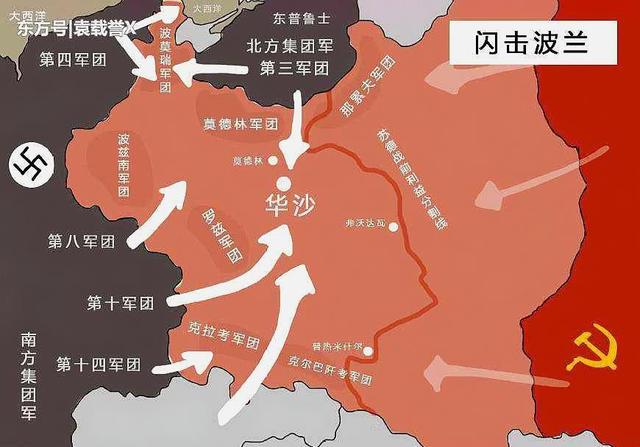 大西洋
大西洋
东方号|袁载誉X
东普鲁士
闪击波兰
北方集团军
第四军团
第三军团
波莫瑞军团
那累夫军团
莫德林军团
莫德林
波兹南军团
苏德战前利益分割线
华沙
罗兹军团
弗沃达瓦
第八军团
第十军团
克拉考军团
普热米什尔
南方集团军
第十四军团
克尔巴阡考军团